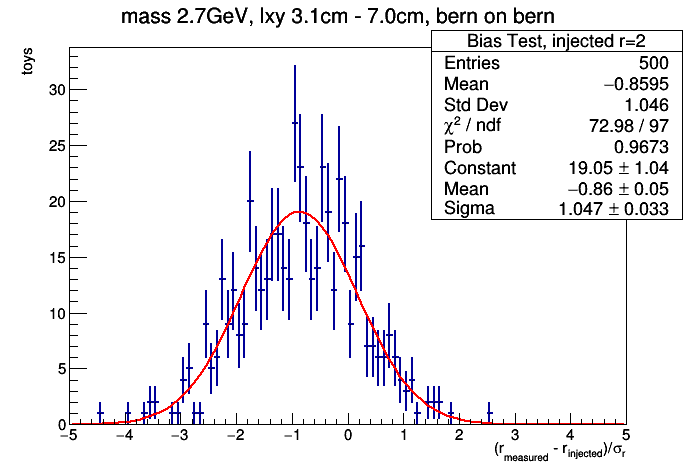 mass 2.7GeV, lxy 3.1cm - 7.0cm, bern on bern
Bias Test, injected r=2
Entries 500
Mean −0.8595
Std Dev 1.046
χ² / ndf 72.98 / 97
Prob 0.9673
Constant 19.05 ± 1.04
Mean −0.86 ± 0.05
Sigma 1.047 ± 0.033
toys
30
25
20
15
10
5
0
−5 −4 −3 −2 −1 0 1 2 3 4 5
(r_measured - r_injected)/σ_r